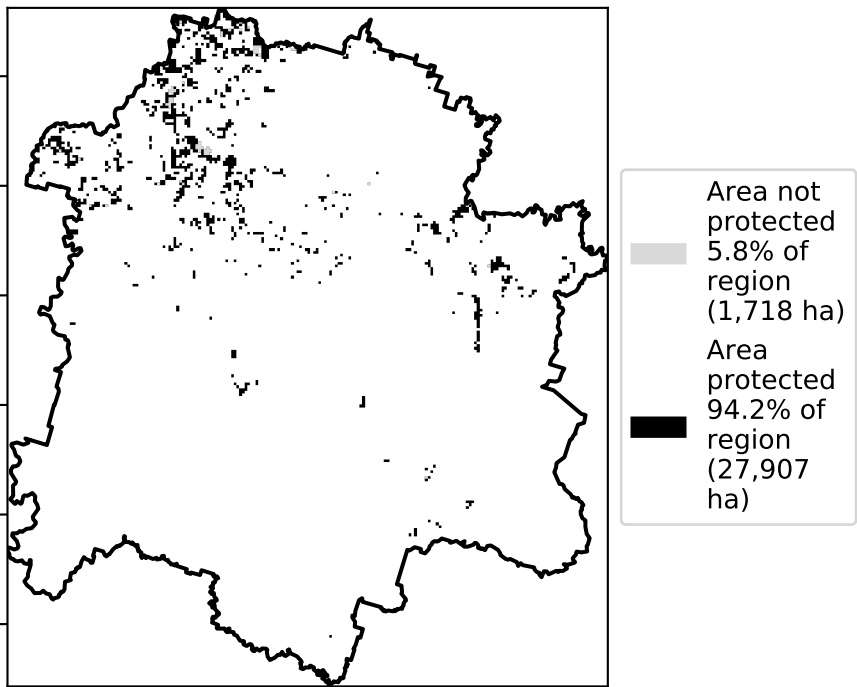 Area not
protected
5.8% of
region
(1,718 ha)
Area
protected
94.2% of
region
(27,907
ha)